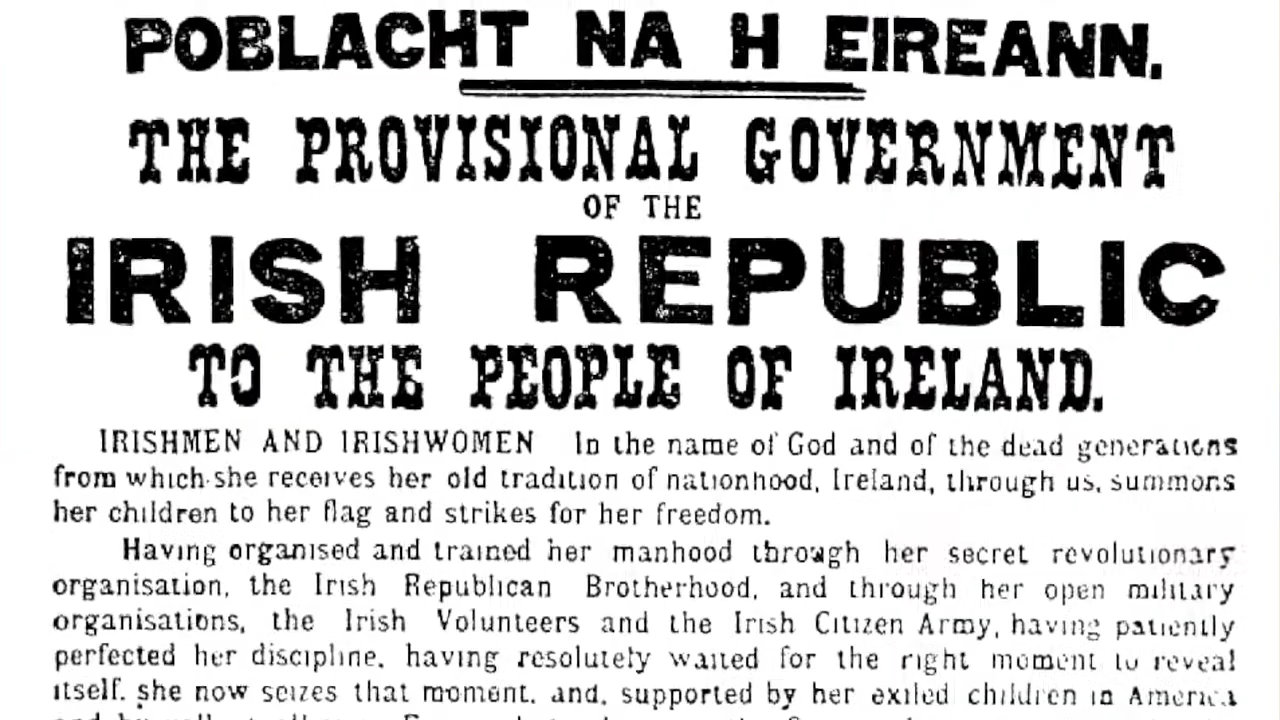 POBLACHT NA H EIREANN.
THE PROVISIONAL GOVERNMENT
OF THE
IRISH REPUBLIC
TO THE PEOPLE OF IRELAND.
IRISHMEN AND IRISHWOMEN In the name of God and of the dead generations
from which she receives her old tradition of nationhood, Ireland, through us, summons
her children to her flag and strikes for her freedom.
Having organised and trained her manhood through her secret revolutionary
organisation, the Irish Republican Brotherhood, and through her open military
organisations, the Irish Volunteers and the Irish Citizen Army, having patiently
perfected her discipline, having resolutely waited for the right moment to reveal
itself, she now seizes that moment, and, supported by her exiled children in America